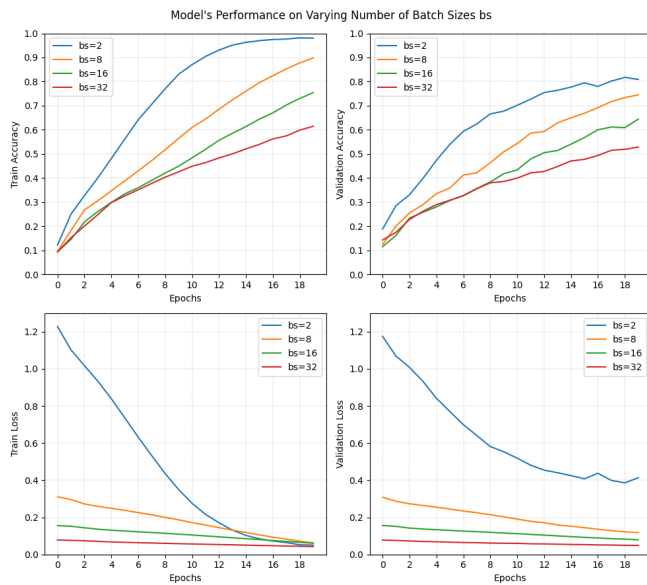 Model's Performance on Varying Number of Batch Sizes bs
1.0
0.9
0.8
0.7
0.6
0.5
0.4
0.3
0.2
0.1
0.0
Train Accuracy
bs=2
bs=8
bs=16
bs=32
0 2 4 6 8 10 12 14 16 18
Epochs
1.0
0.9
0.8
0.7
0.6
0.5
0.4
0.3
0.2
0.1
0.0
Validation Accuracy
bs=2
bs=8
bs=16
bs=32
0 2 4 6 8 10 12 14 16 18
Epochs
1.2
1.0
0.8
0.6
0.4
0.2
0.0
Train Loss
bs=2
bs=8
bs=16
bs=32
0 2 4 6 8 10 12 14 16 18
Epochs
1.2
1.0
0.8
0.6
0.4
0.2
0.0
Validation Loss
bs=2
bs=8
bs=16
bs=32
0 2 4 6 8 10 12 14 16 18
Epochs